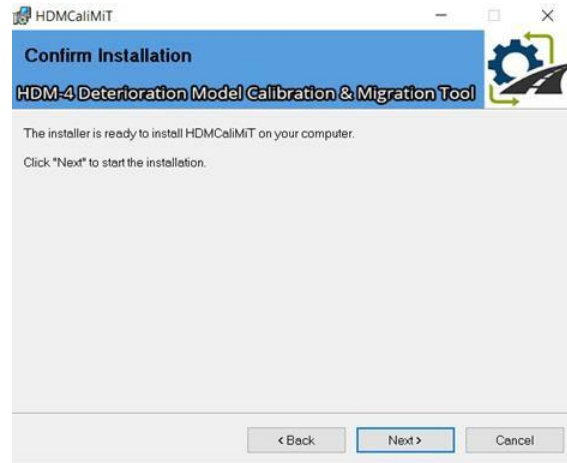 HDMCaliMiT
Confirm Installation
HDM-4 Deterioration Model Calibration & Migration Tool
The installer is ready to install HDMCaliMiT on your computer.
Click "Next" to start the installation.
< Back
Next >
Cancel